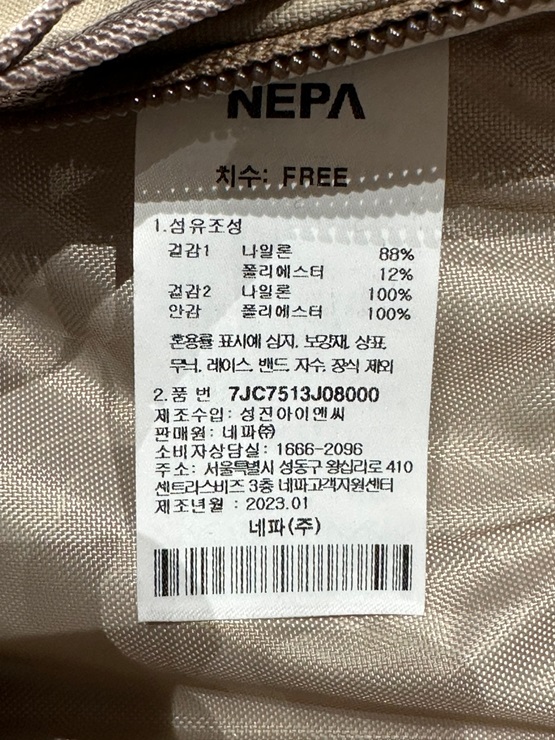 NEPA
치수: FREE
1.섬유조성
겉감1 나일론 88%
폴리에스터 12%
겉감2 나일론 100%
안감 폴리에스터 100%
혼용률 표시에 심지, 보강재, 상표,
무늬, 레이스, 밴드, 자수, 장식 제외
2.품 번 7JC7513J08000
제조수입: 성진아이앤씨
판매원: 네파㈜
소비자상담실: 1666-2096
주소: 서울특별시 성동구 왕십리로 410
센트라스비즈 3층 네파고객지원센터
제조년월 : 2023.01
네파(주)